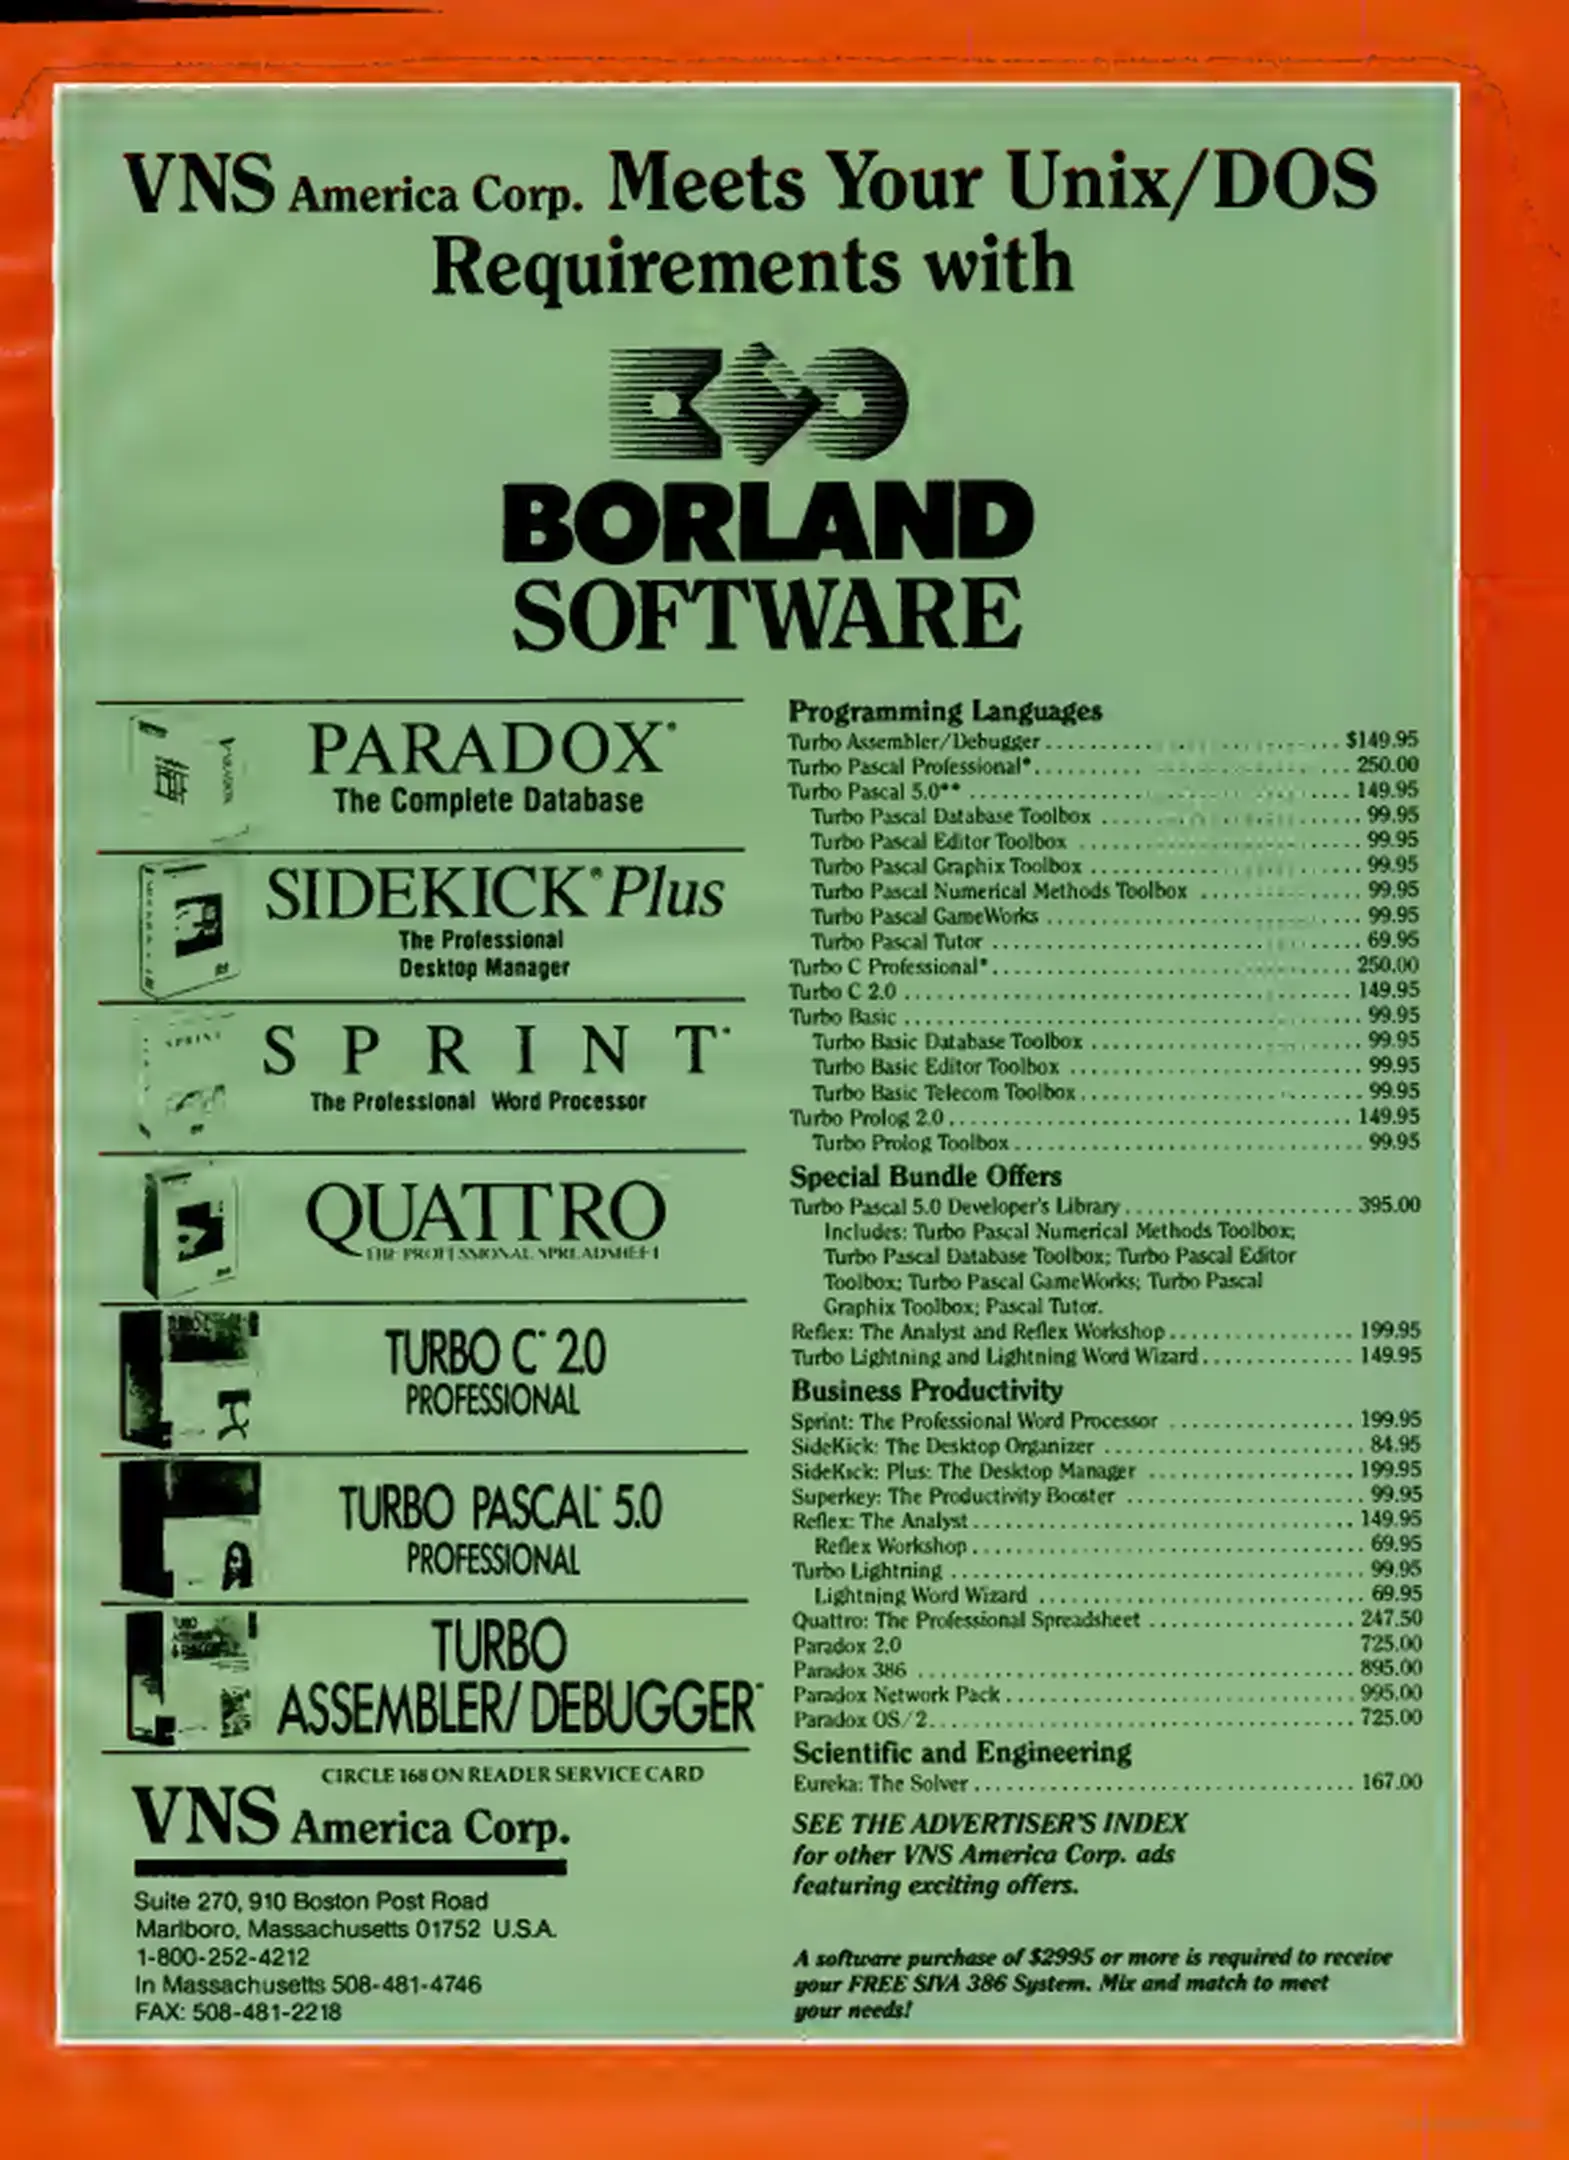 VNS America Corp. Meets Your Unix/DOS
Requirements with
BORLAND
SOFTWARE
PARADOX®
The Complete Database
SIDEKICK® Plus
The Professional
Desktop Manager
SPRINT
S P R I N T®
The Professional Word Processor
QUATTRO
THE PROFESSIONAL SPREADSHEET
TURBO C® 2.0
PROFESSIONAL
TURBO PASCAL® 5.0
PROFESSIONAL
TURBO
ASSEMBLER/DEBUGGER™
CIRCLE 168 ON READER SERVICE CARD
VNS America Corp.
Suite 270, 910 Boston Post Road
Marlboro, Massachusetts 01752 U.S.A.
1-800-252-4212
In Massachusetts 508-481-4746
FAX: 508-481-2218
Programming Languages
Turbo Assembler/Debugger . . . . . $149.95
Turbo Pascal Professional* . . . . . 250.00
Turbo Pascal 5.0** . . . . . 149.95
Turbo Pascal Database Toolbox . . . . . 99.95
Turbo Pascal Editor Toolbox . . . . . 99.95
Turbo Pascal Graphix Toolbox . . . . . 99.95
Turbo Pascal Numerical Methods Toolbox . . . . . 99.95
Turbo Pascal GameWorks . . . . . 99.95
Turbo Pascal Tutor . . . . . 69.95
Turbo C Professional* . . . . . 250.00
Turbo C 2.0 . . . . . 149.95
Turbo Basic . . . . . 99.95
Turbo Basic Database Toolbox . . . . . 99.95
Turbo Basic Editor Toolbox . . . . . 99.95
Turbo Basic Telecom Toolbox . . . . . 99.95
Turbo Prolog 2.0 . . . . . 149.95
Turbo Prolog Toolbox . . . . . 99.95
Special Bundle Offers
Turbo Pascal 5.0 Developer's Library . . . . . 395.00
Includes: Turbo Pascal Numerical Methods Toolbox;
Turbo Pascal Database Toolbox; Turbo Pascal Editor
Toolbox; Turbo Pascal GameWorks; Turbo Pascal
Graphix Toolbox; Pascal Tutor.
Reflex: The Analyst and Reflex Workshop . . . . . 199.95
Turbo Lightning and Lightning Word Wizard . . . . . 149.95
Business Productivity
Sprint: The Professional Word Processor . . . . . 199.95
SideKick: The Desktop Organizer . . . . . 84.95
SideKick: Plus: The Desktop Manager . . . . . 199.95
Superkey: The Productivity Booster . . . . . 99.95
Reflex: The Analyst . . . . . 149.95
Reflex Workshop . . . . . 69.95
Turbo Lightning . . . . . 99.95
Lightning Word Wizard . . . . . 69.95
Quattro: The Professional Spreadsheet . . . . . 247.50
Paradox 2.0 725.00
Paradox 386 . . . . . 895.00
Paradox Network Pack . . . . . 995.00
Paradox OS/2 . . . . . 725.00
Scientific and Engineering
Eureka: The Solver . . . . . 167.00
SEE THE ADVERTISER'S INDEX
for other VNS America Corp. ads
featuring exciting offers.
A software purchase of $2995 or more is required to receive
your FREE SIVA 386 System. Mix and match to meet
your needs!